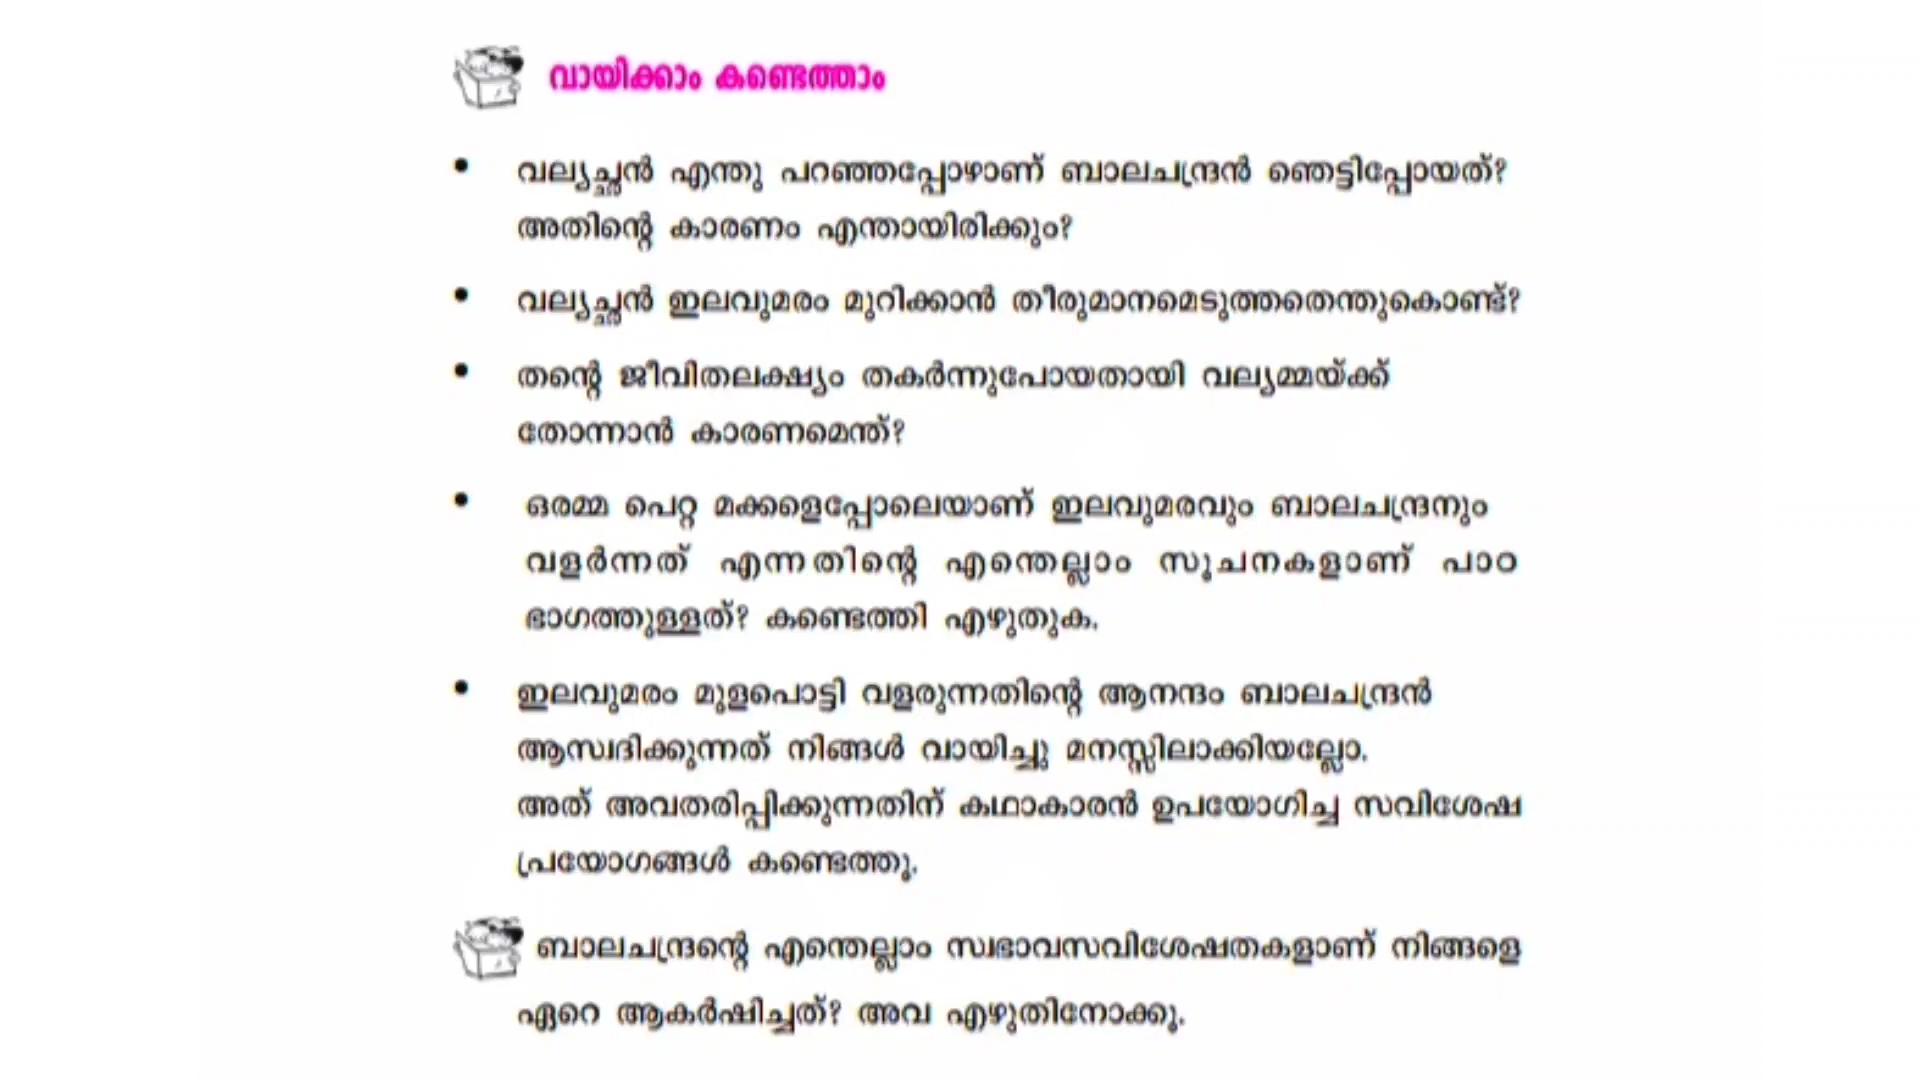 വായിക്കാം കണ്ടെത്താം
• വല്യച്ഛൻ എന്തു പറഞ്ഞപ്പോഴാണ് ബാലചന്ദ്രൻ ഞെട്ടിപ്പോയത്?
അതിന്റെ കാരണം എന്തായിരിക്കും?
• വല്യച്ഛൻ ഇലവുമരം മുറിക്കാൻ തീരുമാനമെടുത്തതെന്തുകൊണ്ട്?
• തന്റെ ജീവിതലക്ഷ്യം തകർന്നുപോയതായി വല്യമ്മയ്ക്ക്
തോന്നാൻ കാരണമെന്ത്?
• ഒരമ്മ പെറ്റ മക്കളെപ്പോലെയാണ് ഇലവുമരവും ബാലചന്ദ്രനും
വളർന്നത് എന്നതിന്റെ എന്തെല്ലാം സൂചനകളാണ് പാഠ
ഭാഗത്തുള്ളത്? കണ്ടെത്തി എഴുതുക.
• ഇലവുമരം മുളപൊട്ടി വളരുന്നതിന്റെ ആനന്ദം ബാലചന്ദ്രൻ
ആസ്വദിക്കുന്നത് നിങ്ങൾ വായിച്ചു മനസ്സിലാക്കിയല്ലോ.
അത് അവതരിപ്പിക്കുന്നതിന് കഥാകാരൻ ഉപയോഗിച്ച സവിശേഷ
പ്രയോഗങ്ങൾ കണ്ടെത്തൂ.
ബാലചന്ദ്രന്റെ എന്തെല്ലാം സ്വഭാവസവിശേഷതകളാണ് നിങ്ങളെ
ഏറെ ആകർഷിച്ചത്? അവ എഴുതിനോക്കൂ.